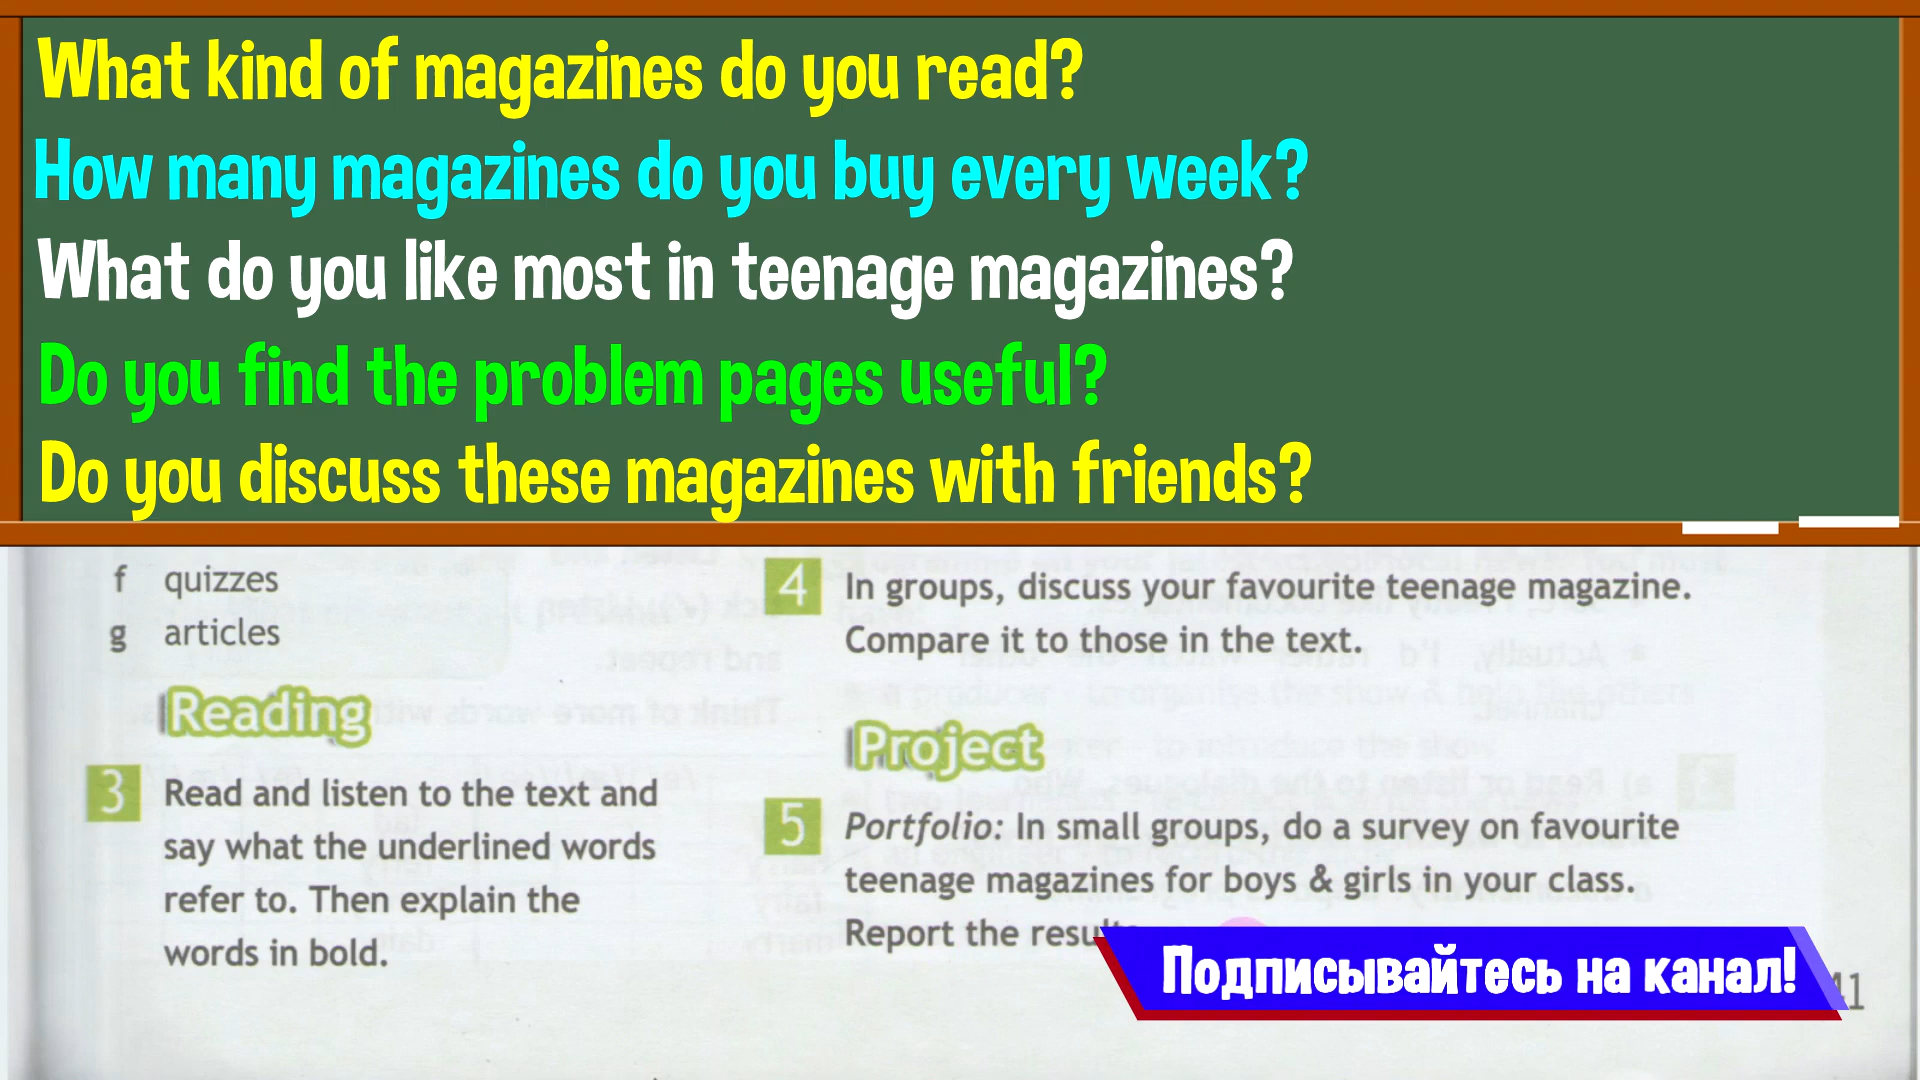 What kind of magazines do you read?
How many magazines do you buy every week?
What do you like most in teenage magazines?
Do you find the problem pages useful?
Do you discuss these magazines with friends?
f quizzes
g articles
Reading
3 Read and listen to the text and
say what the underlined words
refer to. Then explain the
words in bold.
4 In groups, discuss your favourite teenage magazine.
Compare it to those in the text.
Project
5 Portfolio: In small groups, do a survey on favourite
teenage magazines for boys & girls in your class.
Report the results.
Подписывайтесь на канал!